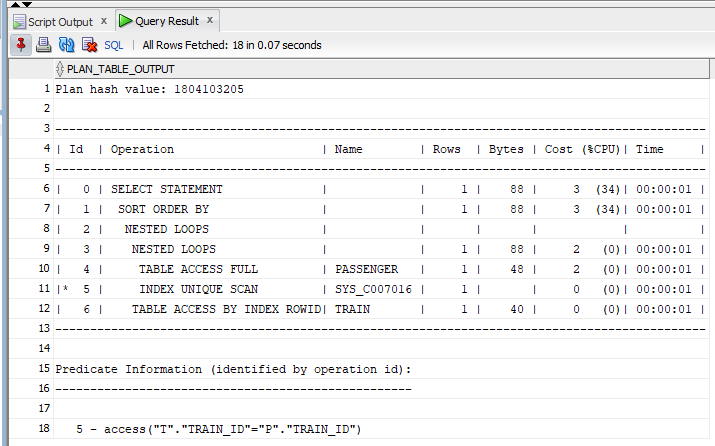 Script Output x Query Result x
SQL | All Rows Fetched: 18 in 0.07 seconds
PLAN_TABLE_OUTPUT
1 Plan hash value: 1804103205
2
3 -------------------------------------------------------------------------------------------------
4 | Id | Operation | Name | Rows | Bytes | Cost (%CPU)| Time |
5 -------------------------------------------------------------------------------------------------
6 | 0 | SELECT STATEMENT | | 1 | 88 | 3 (34)| 00:00:01 |
7 | 1 | SORT ORDER BY | | 1 | 88 | 3 (34)| 00:00:01 |
8 | 2 | NESTED LOOPS | | | | | |
9 | 3 | NESTED LOOPS | | 1 | 88 | 2 (0)| 00:00:01 |
10 | 4 | TABLE ACCESS FULL | PASSENGER | 1 | 48 | 2 (0)| 00:00:01 |
11 |* 5 | INDEX UNIQUE SCAN | SYS_C007016 | 1 | | 0 (0)| 00:00:01 |
12 | 6 | TABLE ACCESS BY INDEX ROWID| TRAIN | 1 | 40 | 0 (0)| 00:00:01 |
13 -------------------------------------------------------------------------------------------------
14
15 Predicate Information (identified by operation id):
16 ---------------------------------------------------
17
18 5 - access("T"."TRAIN_ID"="P"."TRAIN_ID")